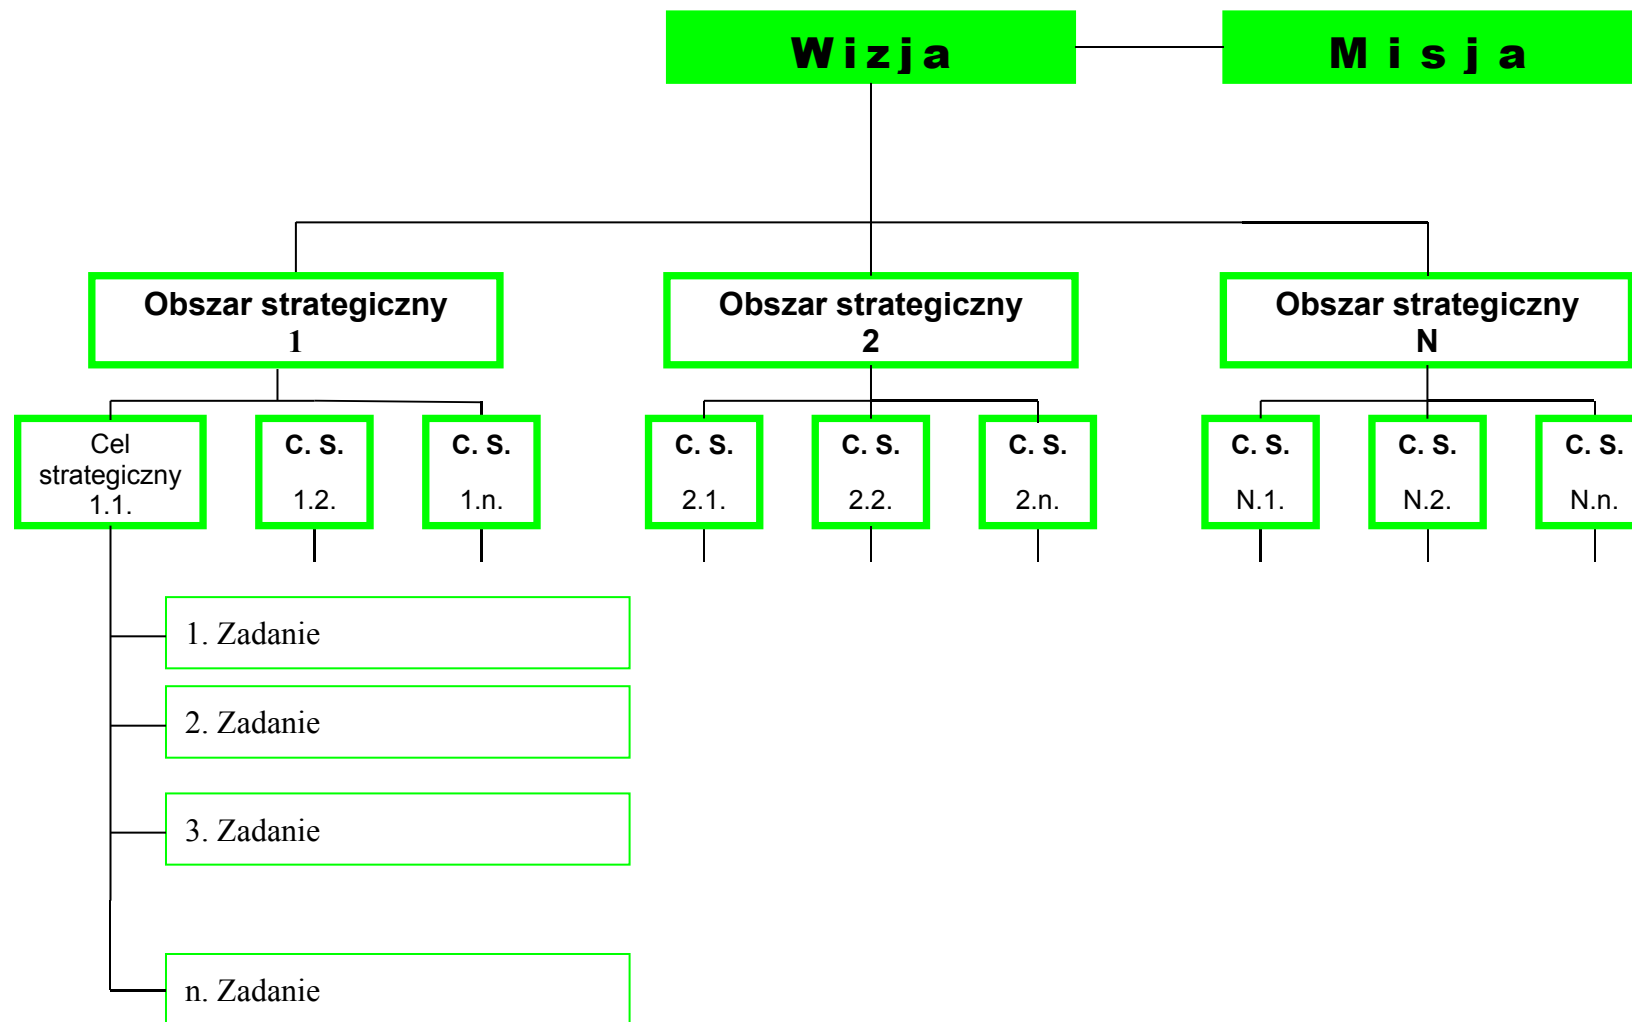 Wizja
Misja
Obszar strategiczny
1
Obszar strategiczny
2
Obszar strategiczny
N
Cel
strategiczny
1.1.
C. S.
1.2.
C. S.
1.n.
C. S.
2.1.
C. S.
2.2.
C. S.
2.n.
C. S.
N.1.
C. S.
N.2.
C. S.
N.n.
1. Zadanie
2. Zadanie
3. Zadanie
n. Zadanie